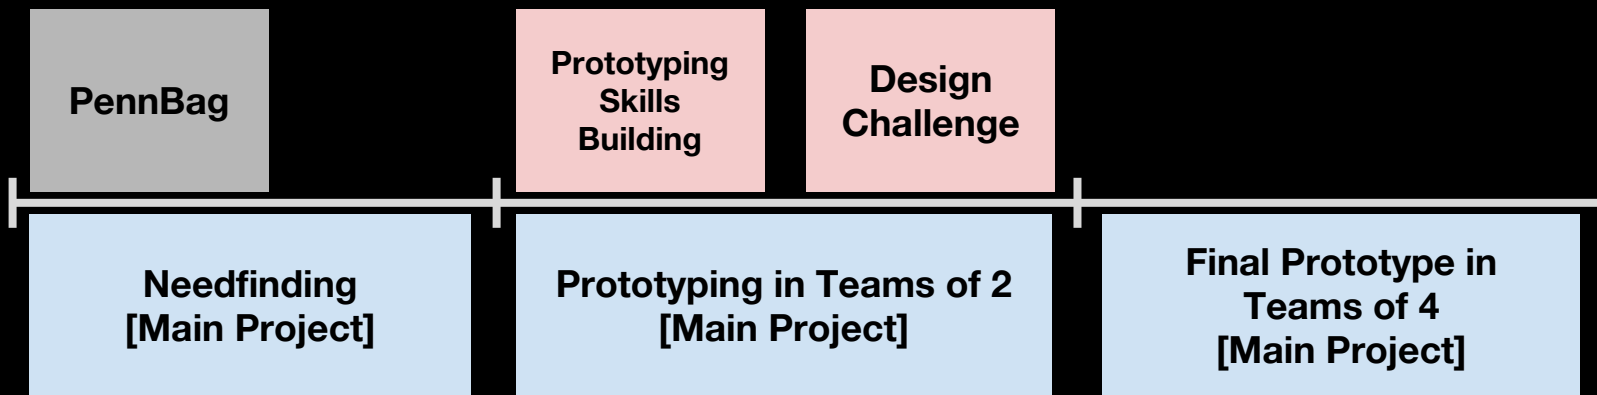 PennBag
Prototyping
Skills
Building
Design
Challenge
Needfinding
[Main Project]
Prototyping in Teams of 2
[Main Project]
Final Prototype in
Teams of 4
[Main Project]